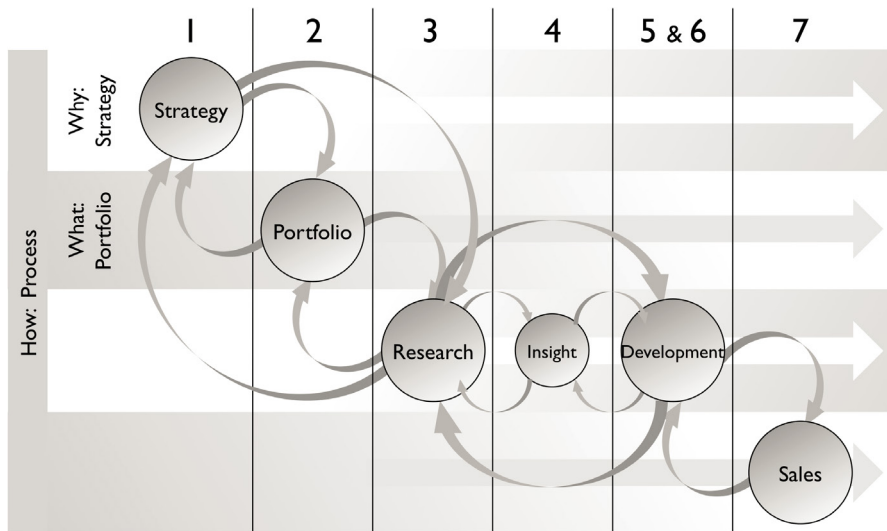 1 2 3 4 5 & 6 7
Why:
Strategy
What:
Portfolio
How: Process
Strategy
Portfolio
Research
Insight
Development
Sales